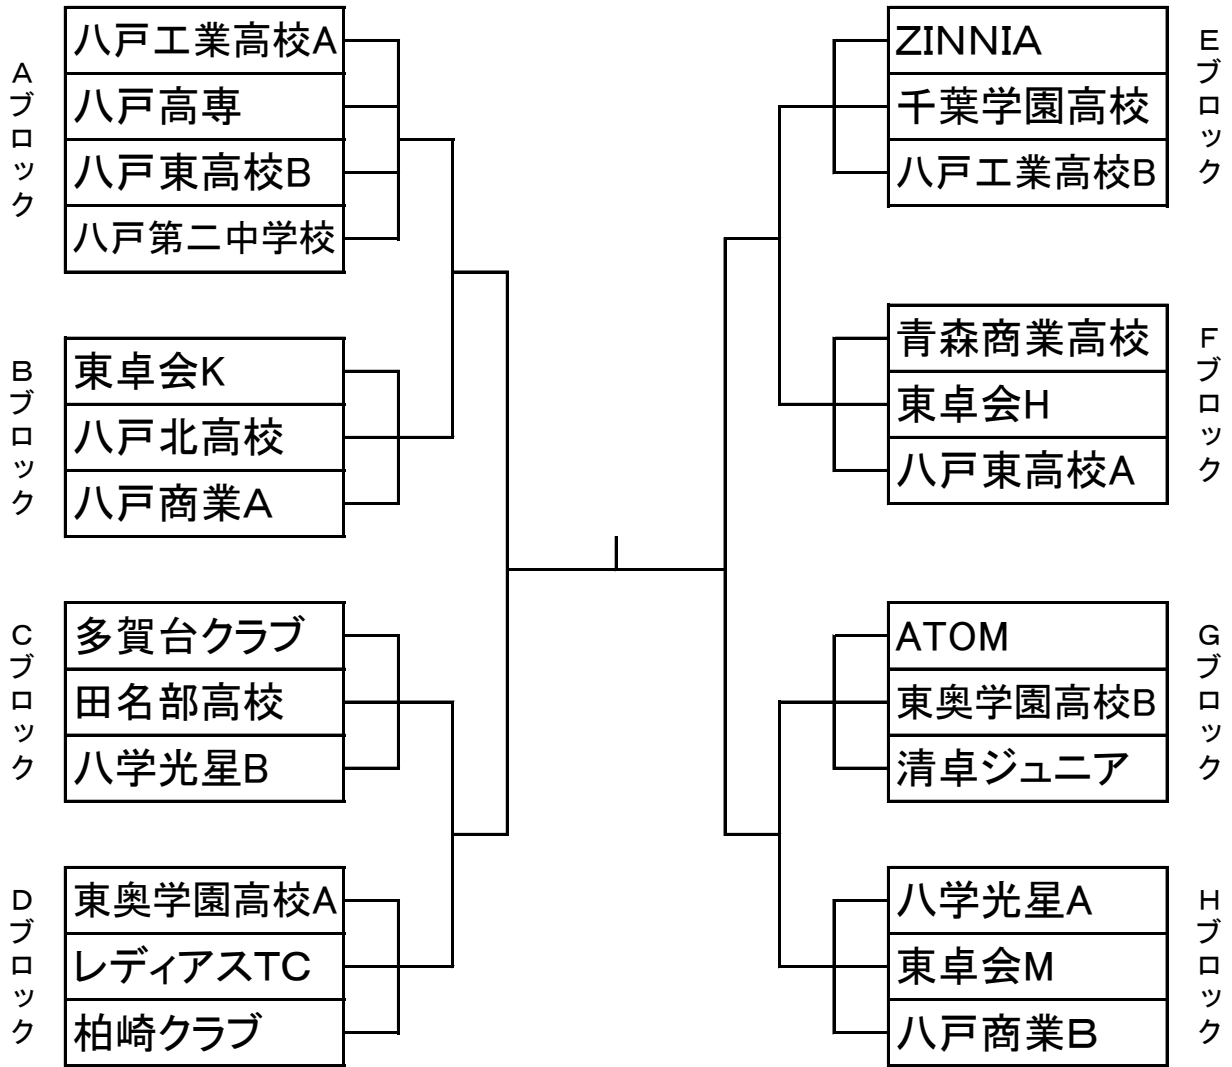 Aブロック
八戸工業高校A
八戸高専
八戸東高校B
八戸第二中学校
Bブロック
東卓会K
八戸北高校
八戸商業A
Cブロック
多賀台クラブ
田名部高校
八学光星B
Dブロック
東奥学園高校A
レディアスTC
柏崎クラブ
Eブロック
ZINNIA
千葉学園高校
八戸工業高校B
Fブロック
青森商業高校
東卓会H
八戸東高校A
Gブロック
ATOM
東奥学園高校B
清卓ジュニア
Hブロック
八学光星A
東卓会M
八戸商業B